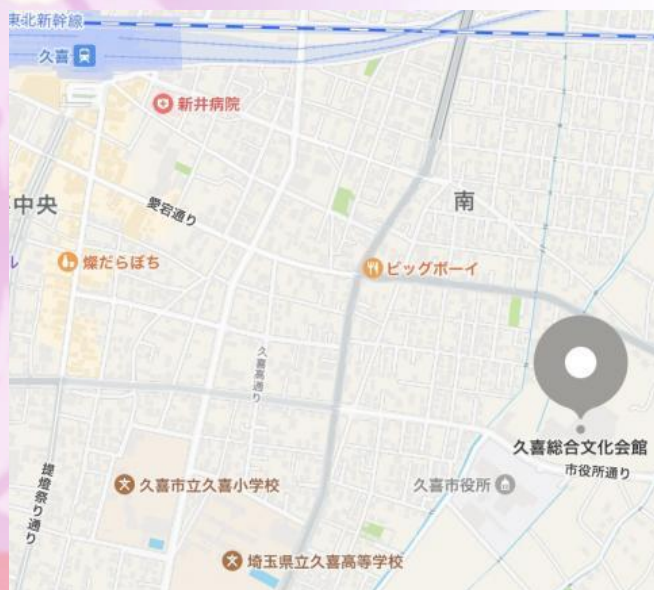 東北新幹線
久喜
新井病院
中央
愛宕通り
南
燦だらぼち
ビッグボーイ
久喜高通り
久喜総合文化会館
市役所通り
提燈祭り通り
久喜市立久喜小学校
久喜市役所
埼玉県立久喜高等学校